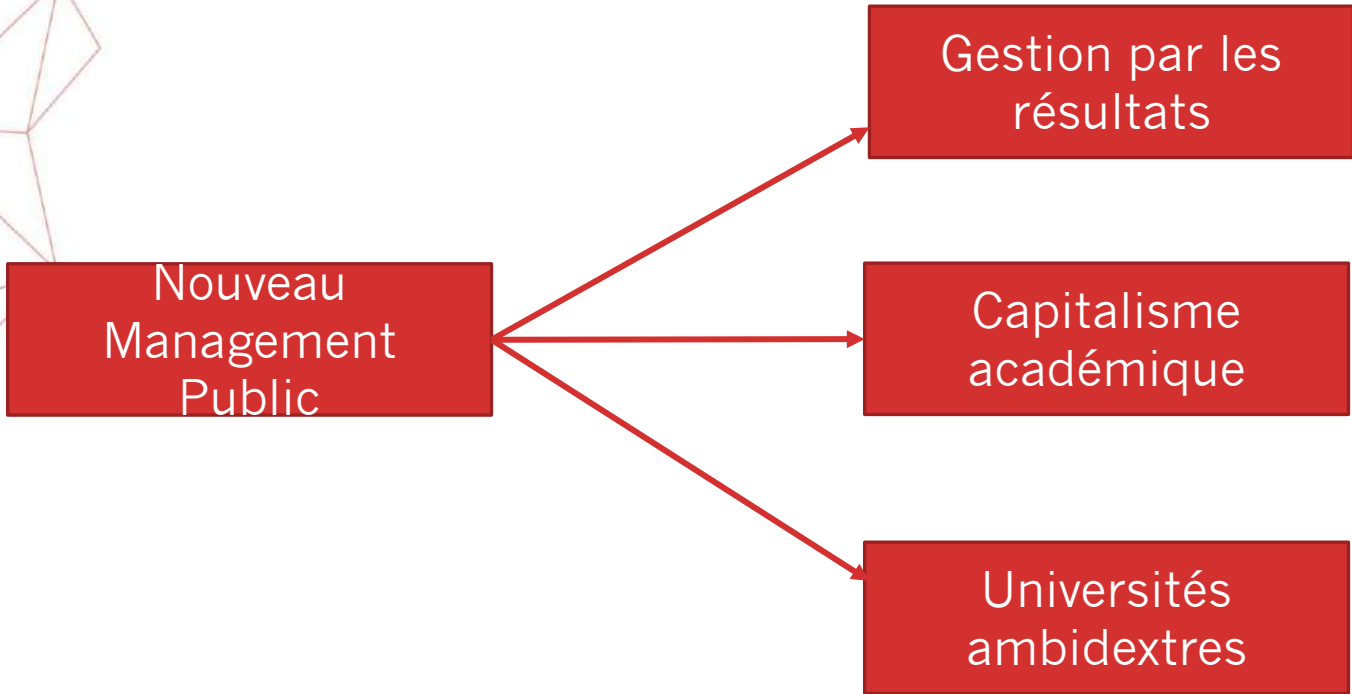 Gestion par les
résultats
Nouveau
Management
Public
Capitalisme
académique
Universités
ambidextres